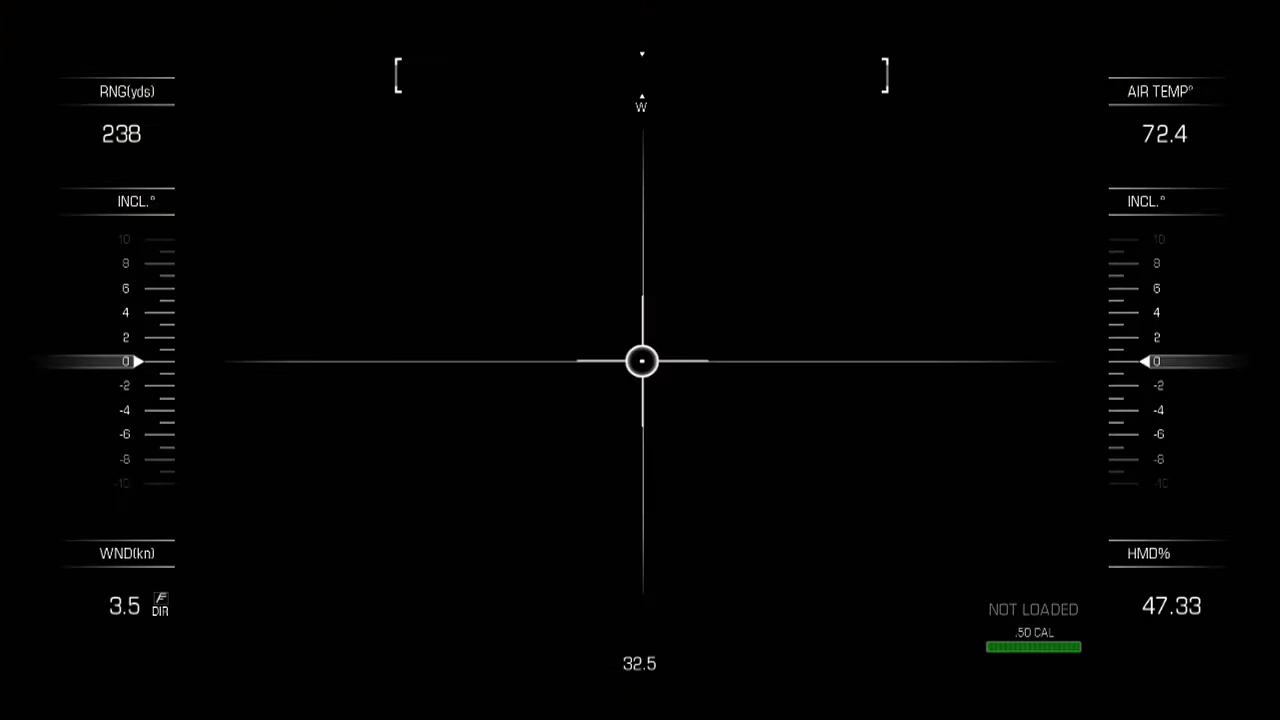 W
RNG(yds)
238
INCL.°
10
8
6
4
2
0
-2
-4
-6
-8
-10
WND(kn)
3.5
F
DIR
AIR TEMP°
72.4
INCL.°
10
8
6
4
2
0
-2
-4
-6
-8
-10
HMD%
47.33
NOT LOADED
.50 CAL
32.5